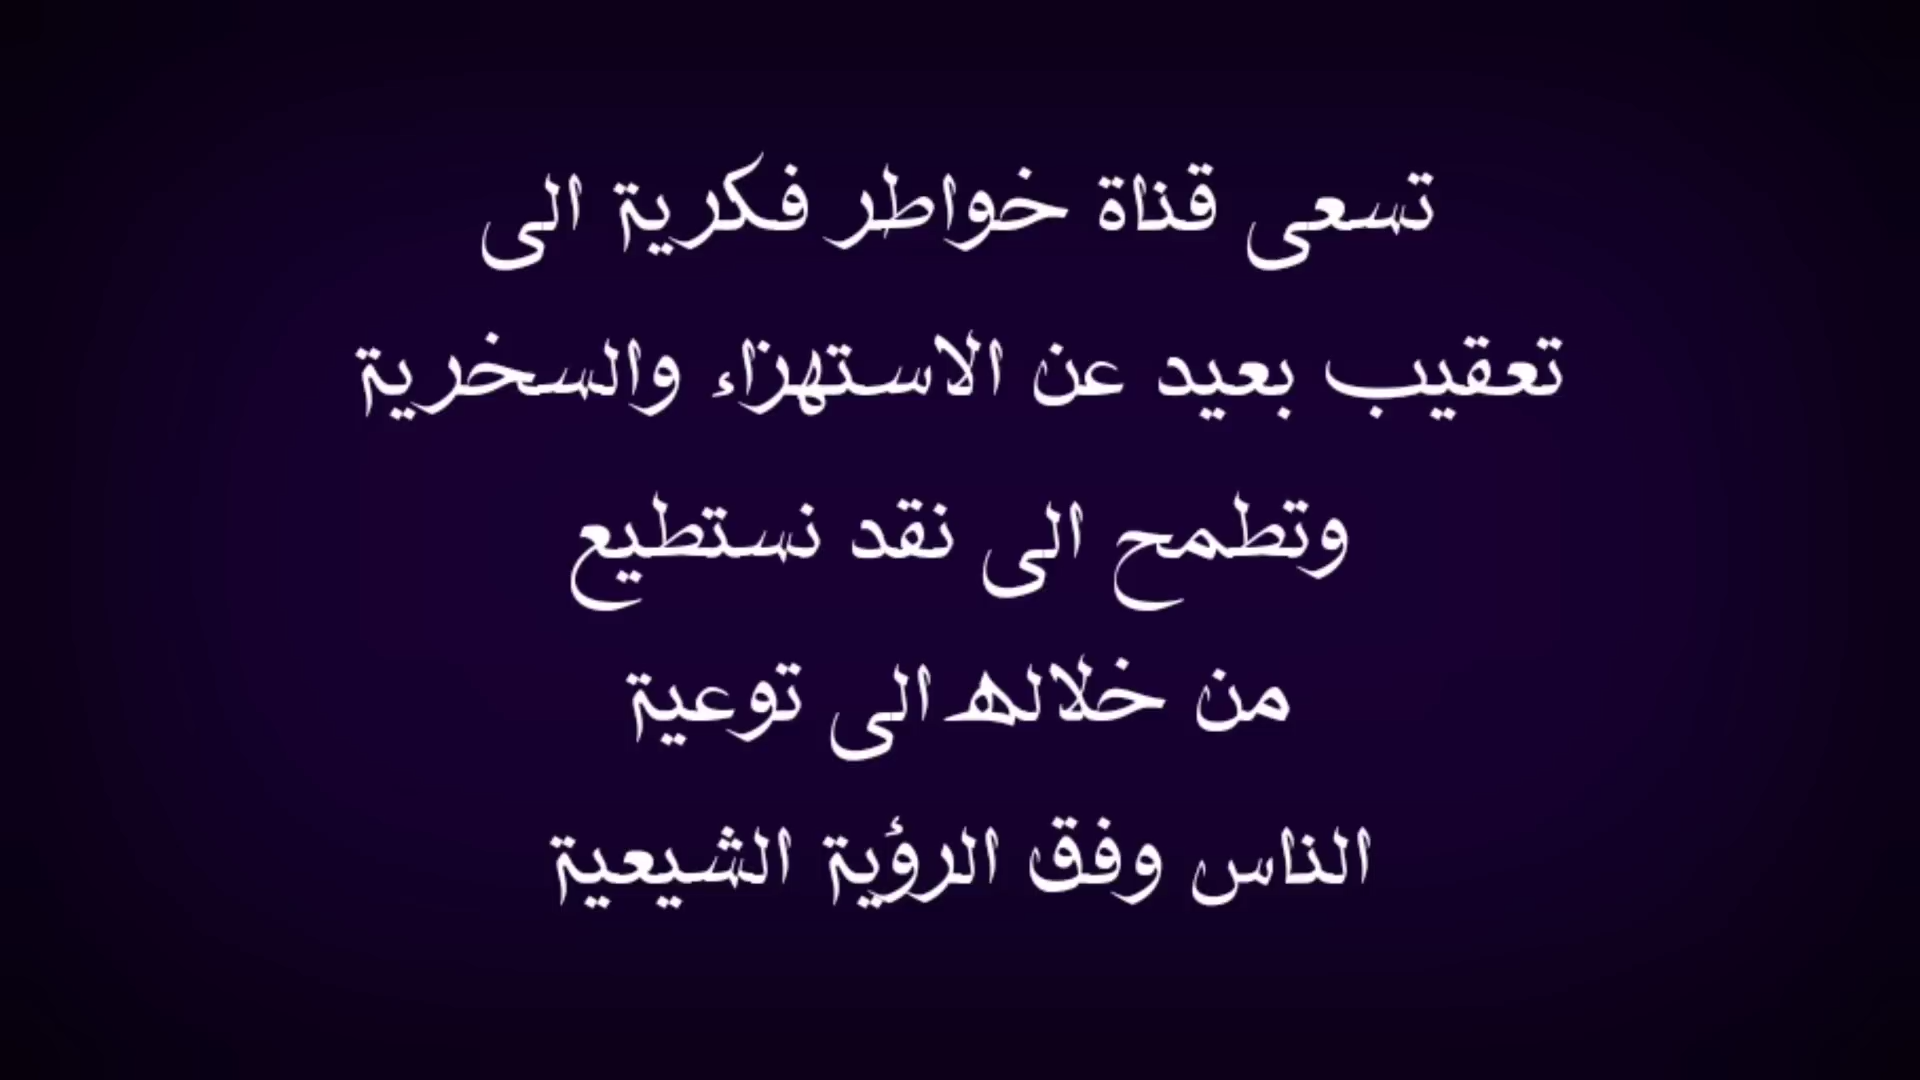 تسعى قناة خواطر فكرية الى
تعقيب بعيد عن الاستهزاء والسخرية
وتطمح الى نقد نستطيع
من خلاله الى توعية
الناس وفق الرؤية الشيعية